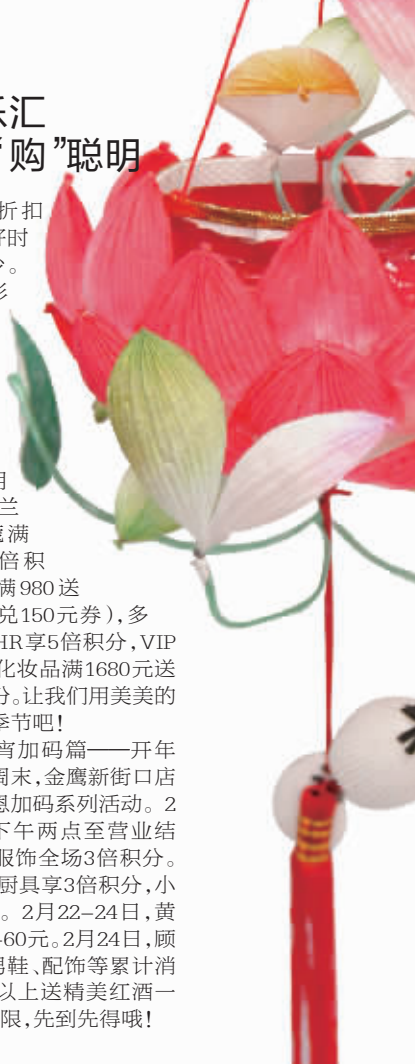 乐汇
“购”聪明
折扣
好时
少。
彩
明
兰
满
倍积
满980送
兑150元券），多
HR享5倍积分，VIP
化妆品满1680元送
分。让我们用美美的
季节吧！
宵加码篇——开年
周末，金鹰新街口店
恩加码系列活动。2
下午两点至营业结
服饰全场3倍积分。
厨具享3倍积分，小
。2月22–24日，黄
60元。2月24日，顾
男鞋、配饰等累计消
以上送精美红酒一
限，先到先得哦！